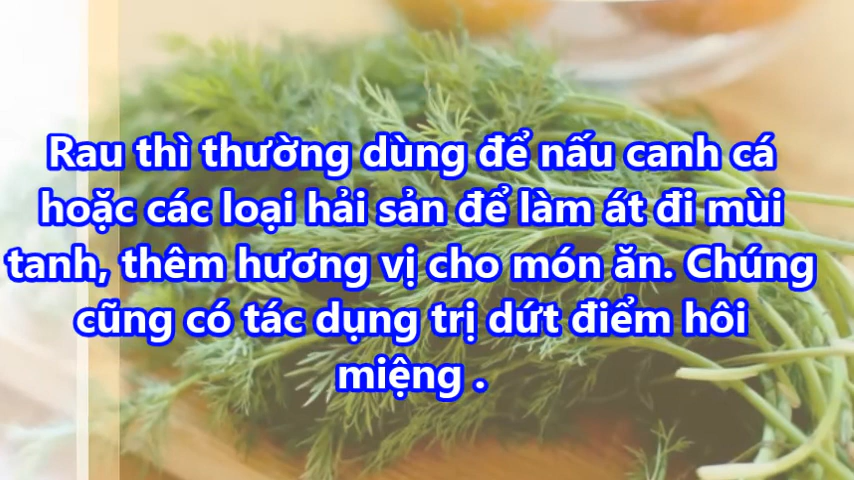 Rau thì thường dùng để nấu canh cá
hoặc các loại hải sản để làm át đi mùi
tanh, thêm hương vị cho món ăn. Chúng
cũng có tác dụng trị dứt điểm hôi
miệng .